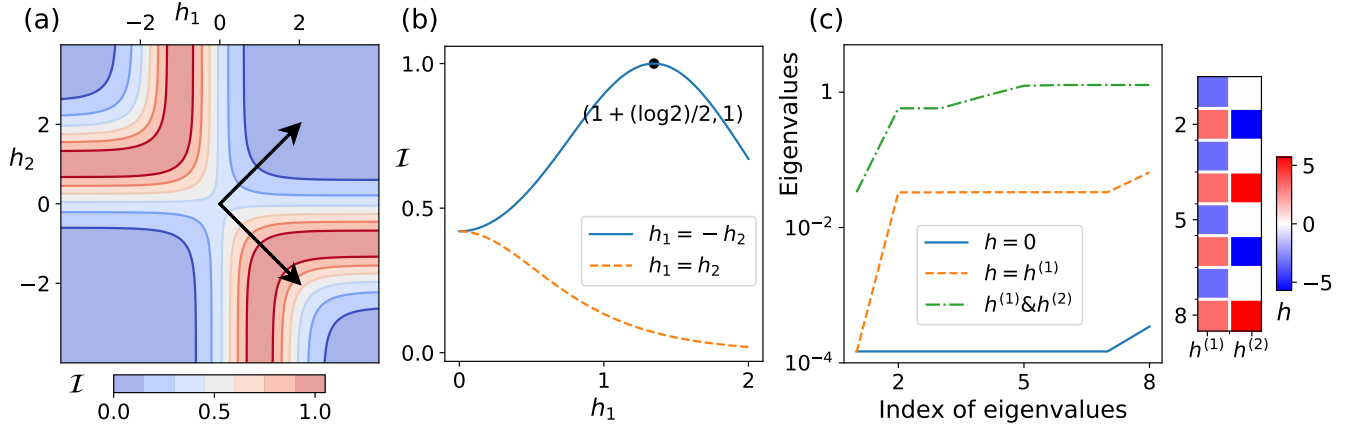 (a)
h₁
−2 0 2
h₂
2
0
−2
ℐ
0.0 0.5 1.0
(b)
ℐ
1.0
0.5
0.0
(1 + (log2)/2, 1)
h₁ = − h₂
h₁ = h₂
0 1 2
h₁
(c)
Eigenvalues
1
10⁻²
10⁻⁴
h = 0
h = h⁽¹⁾
h⁽¹⁾&h⁽²⁾
2 5 8
Index of eigenvalues
2
5
8
h⁽¹⁾ h⁽²⁾
5
0
−5
h